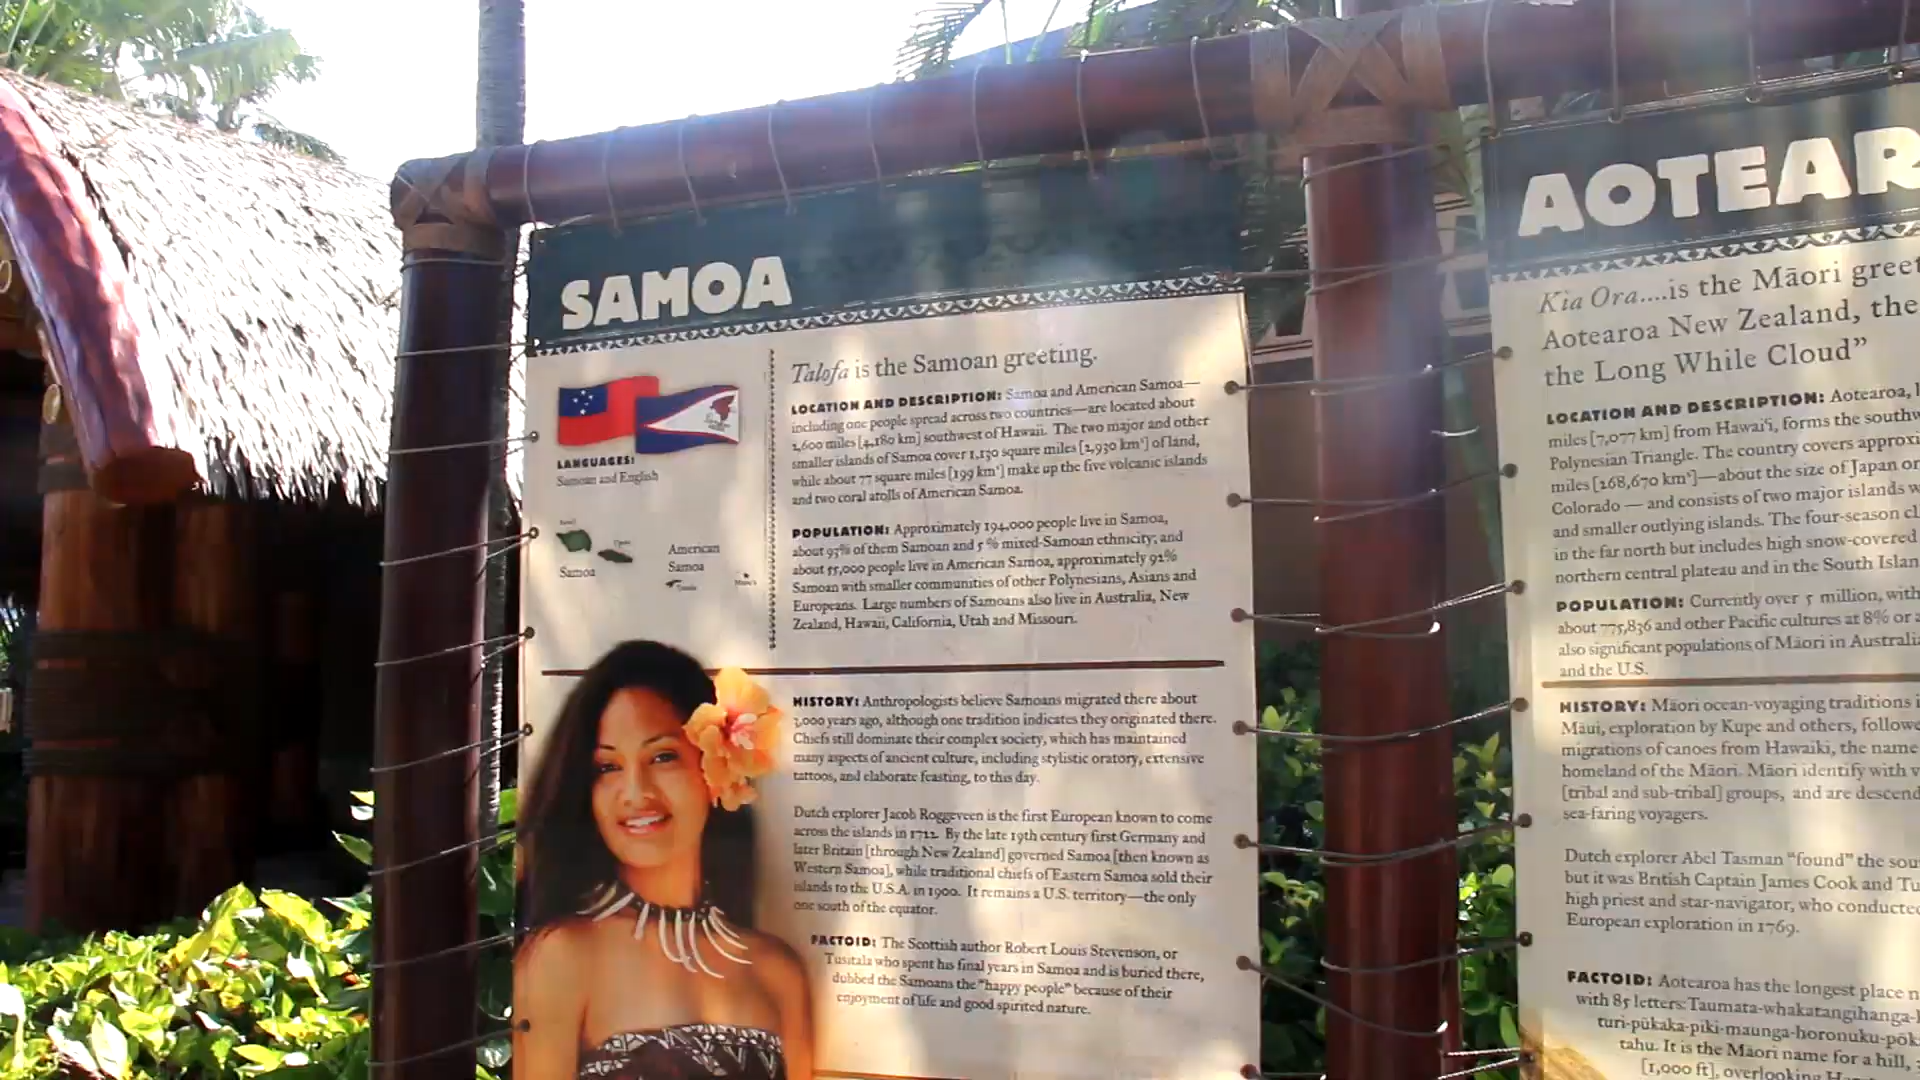 SAMOA
Talofa is the Samoan greeting.
LOCATION AND DESCRIPTION: Samoa and American Samoa—
including one people spread across two countries—are located about
2,600 miles [4,180 km] southwest of Hawaii. The two major and other
smaller islands of Samoa cover 1,130 square miles [2,930 km²] of land,
while about 77 square miles [199 km²] make up the five volcanic islands
and two coral atolls of American Samoa.
LANGUAGES:
Samoan and English
Samoa
American
Samoa
POPULATION: Approximately 194,000 people live in Samoa,
about 93% of them Samoan and 5 % mixed-Samoan ethnicity; and
about 55,000 people live in American Samoa, approximately 92%
Samoan with smaller communities of other Polynesians, Asians and
Europeans. Large numbers of Samoans also live in Australia, New
Zealand, Hawaii, California, Utah and Missouri.
HISTORY: Anthropologists believe Samoans migrated there about
3,000 years ago, although one tradition indicates they originated there.
Chiefs still dominate their complex society, which has maintained
many aspects of ancient culture, including stylistic oratory, extensive
tattoos, and elaborate feasting, to this day.
Dutch explorer Jacob Roggeveen is the first European known to come
across the islands in 1722. By the late 19th century first Germany and
later Britain [through New Zealand] governed Samoa [then known as
Western Samoa], while traditional chiefs of Eastern Samoa sold their
islands to the U.S.A. in 1900. It remains a U.S. territory—the only
one south of the equator.
FACTOID: The Scottish author Robert Louis Stevenson, or
Tusitala who spent his final years in Samoa and is buried there,
dubbed the Samoans the "happy people" because of their
enjoyment of life and good spirited nature.
AOTEAR
Kia Ora....is the Māori greet
Aotearoa New Zealand, the
the Long While Cloud”
LOCATION AND DESCRIPTION: Aotearoa,
miles [7,077 km] from Hawai‘i, forms the southw
Polynesian Triangle. The country covers approxi
miles [268,670 km²]—about the size of Japan or
Colorado — and consists of two major islands w
and smaller outlying islands. The four-season cl
in the far north but includes high snow-covered
northern central plateau and in the South Islan
POPULATION: Currently over 5 million, with
about 775,836 and other Pacific cultures at 8% or a
also significant populations of Māori in Australi
and the U.S.
HISTORY: Māori ocean-voyaging traditions i
Māui, exploration by Kupe and others, followe
migrations of canoes from Hawaiki, the name
homeland of the Māori. Māori identify with v
[tribal and sub-tribal] groups, and are descend
sea-faring voyagers.
Dutch explorer Abel Tasman "found" the sou
but it was British Captain James Cook and Tu
high priest and star-navigator, who conducted
European exploration in 1769.
FACTOID: Aotearoa has the longest place n
with 85 letters: Taumata-whakatangihanga-
turi-pūkaka-piki-maunga-horonuku-pōk
tahu. It is the Māori name for a hill,
[1,000 ft], overlooking